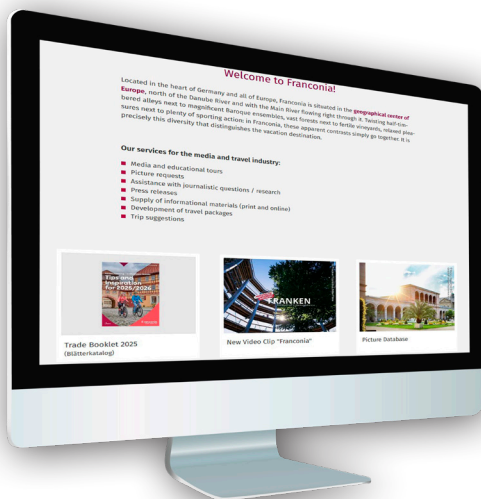 Welcome to Franconia!
Located in the heart of Germany and all of Europe, Franconia is situated in the geographical center of
Europe, north of the Danube River and with the Main River flowing right through it. Twisting half-tim-
bered alleys next to magnificent Baroque ensembles, vast forests next to fertile vineyards, relaxed plea-
sures next to plenty of sporting action: in Franconia, these apparent contrasts simply go together. It is
precisely this diversity that distinguishes the vacation destination.
Our services for the media and travel industry:
Media and educational tours
Picture requests
Assistance with journalistic questions / research
Press releases
Supply of informational materials (print and online)
Development of travel packages
Trip suggestions
Tips and
Inspiration
for 2025/2026
FRANKEN
Trade Booklet 2025
(Blätterkatalog)
New Video Clip "Franconia"
Picture Database